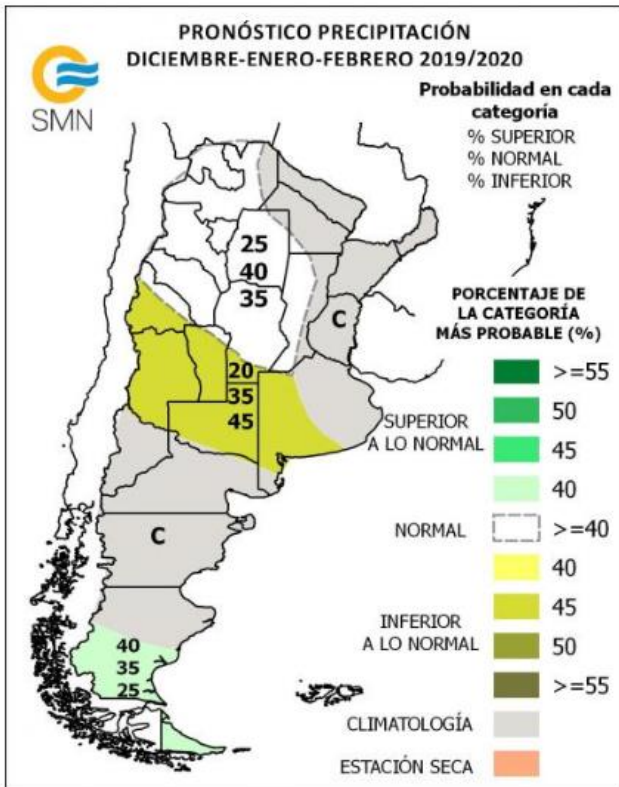 PRONÓSTICO PRECIPITACIÓN
DICIEMBRE-ENERO-FEBRERO 2019/2020
SMN
Probabilidad en cada
categoría
% SUPERIOR
% NORMAL
% INFERIOR
25
40
35
C
20
35
45
C
40
35
25
PORCENTAJE DE
LA CATEGORÍA
MÁS PROBABLE (%)
>=55
50
SUPERIOR
A LO NORMAL
45
40
NORMAL
>=40
40
45
INFERIOR
A LO NORMAL
50
>=55
CLIMATOLOGÍA
ESTACIÓN SECA